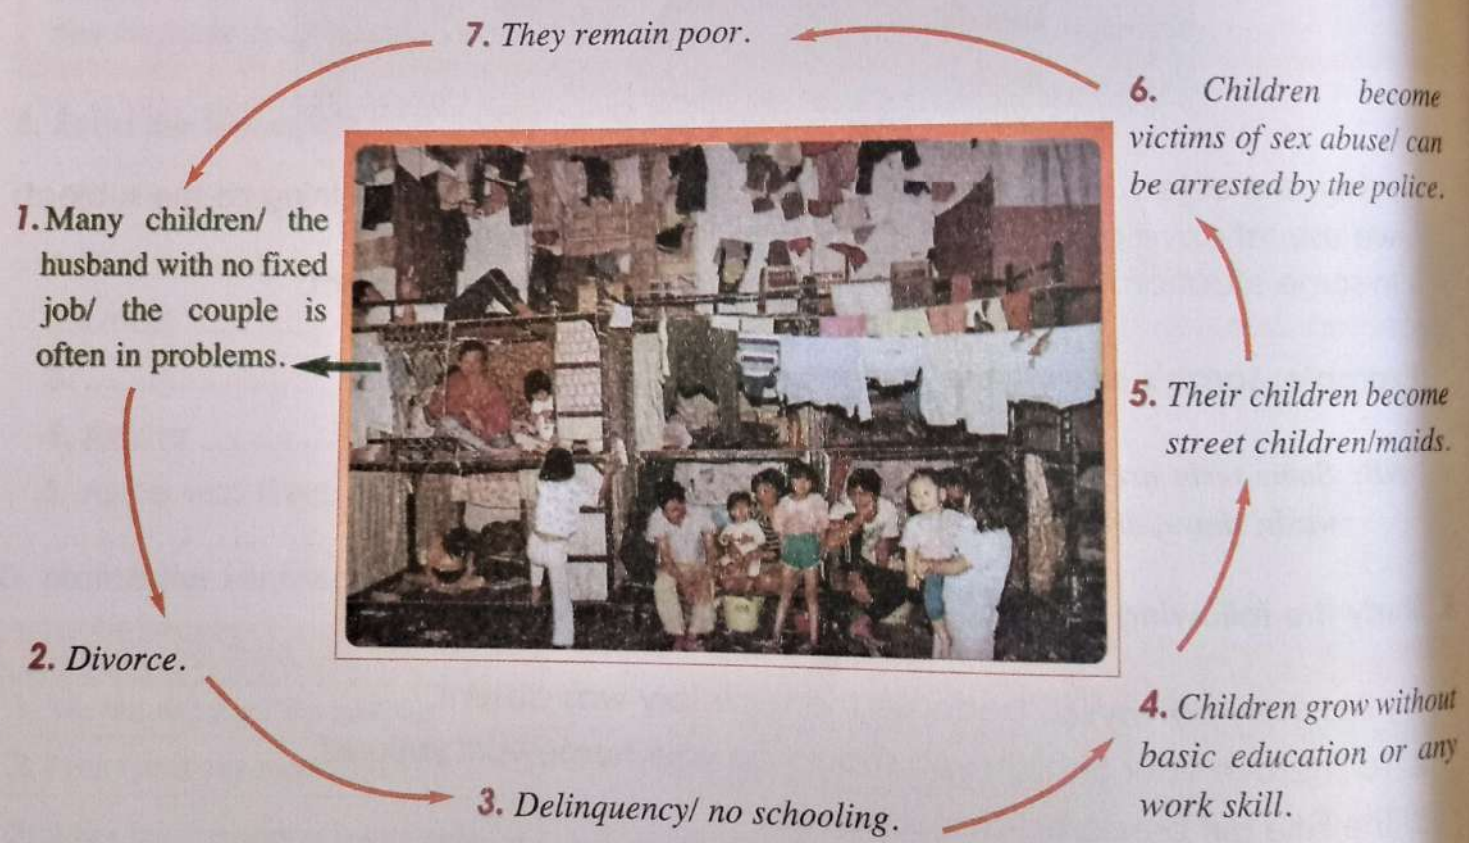 7. They remain poor.
6. Children become
victims of sex abuse/ can
be arrested by the police.
1. Many children/ the
husband with no fixed
job/ the couple is
often in problems.
5. Their children become
street children/maids.
2. Divorce.
4. Children grow without
basic education or any
work skill.
3. Delinquency/ no schooling.